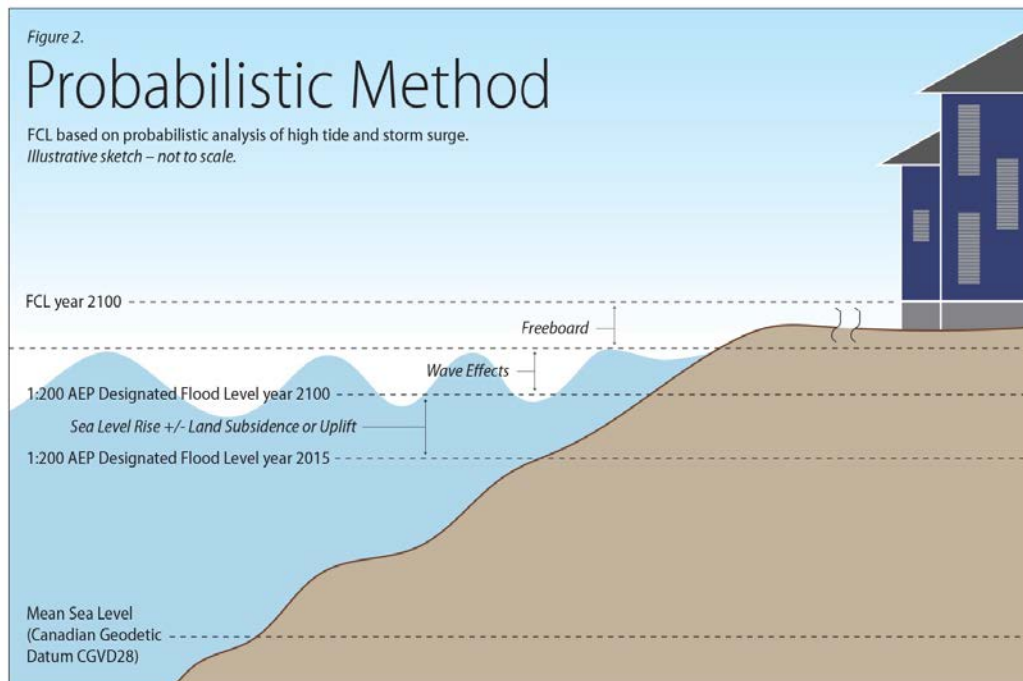 Figure 2.
Probabilistic Method
FCL based on probabilistic analysis of high tide and storm surge.
Illustrative sketch – not to scale.
FCL year 2100
Freeboard
Wave Effects
1:200 AEP Designated Flood Level year 2100
Sea Level Rise +/- Land Subsidence or Uplift
1:200 AEP Designated Flood Level year 2015
Mean Sea Level
(Canadian Geodetic
Datum CGVD28)